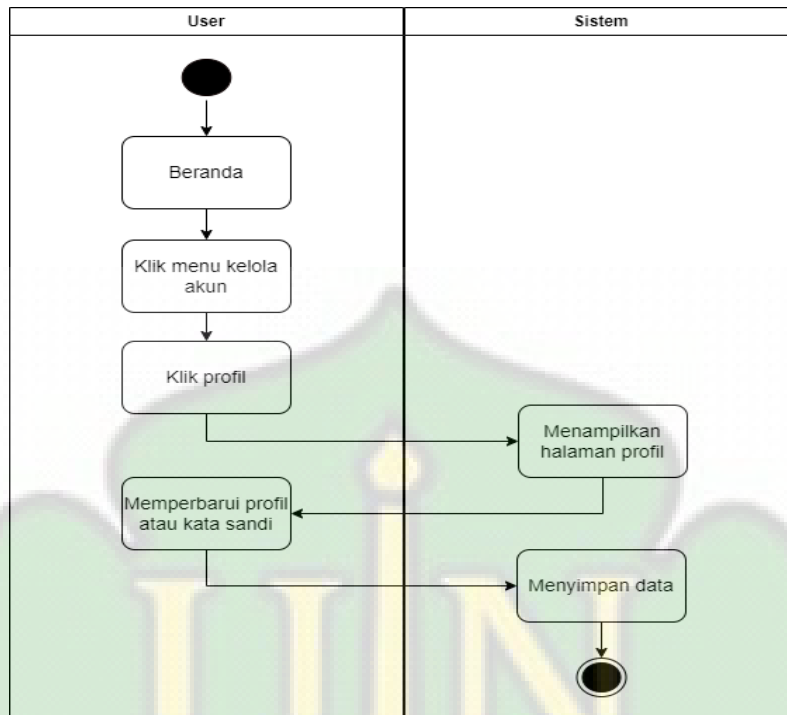 User
Sistem
Beranda
Klik menu kelola
akun
Klik profil
Menampilkan
halaman profil
Memperbarui profil
atau kata sandi
Menyimpan data
UIN